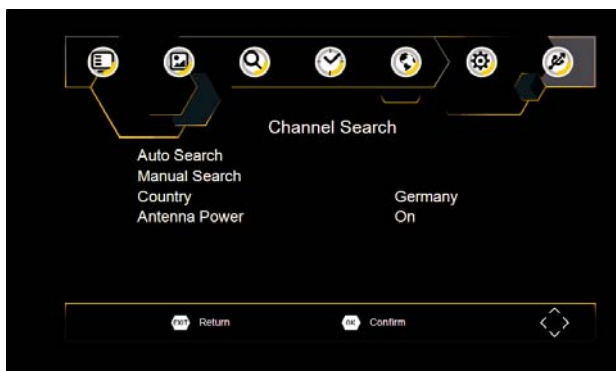 Channel Search
Auto Search
Manual Search
Country Germany
Antenna Power On
EXIT Return OK Confirm